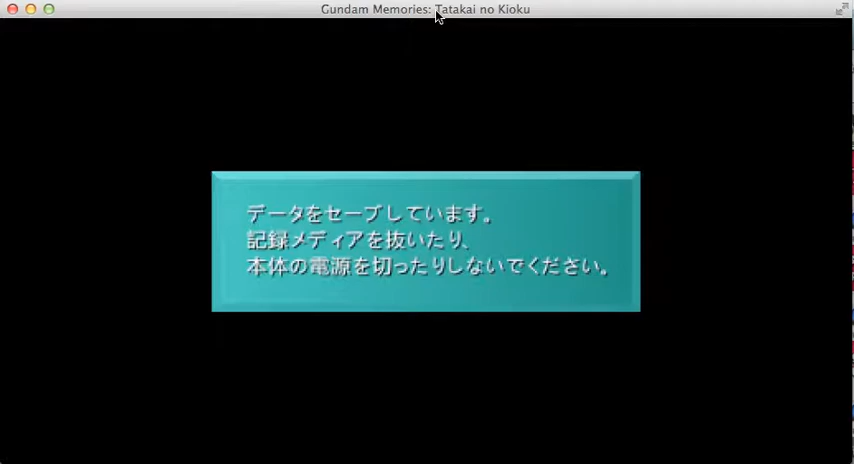 Gundam Memories: Tatakai no Kioku
データをセーブしています。
記録メディアを抜いたり、
本体の電源を切ったりしないでください。